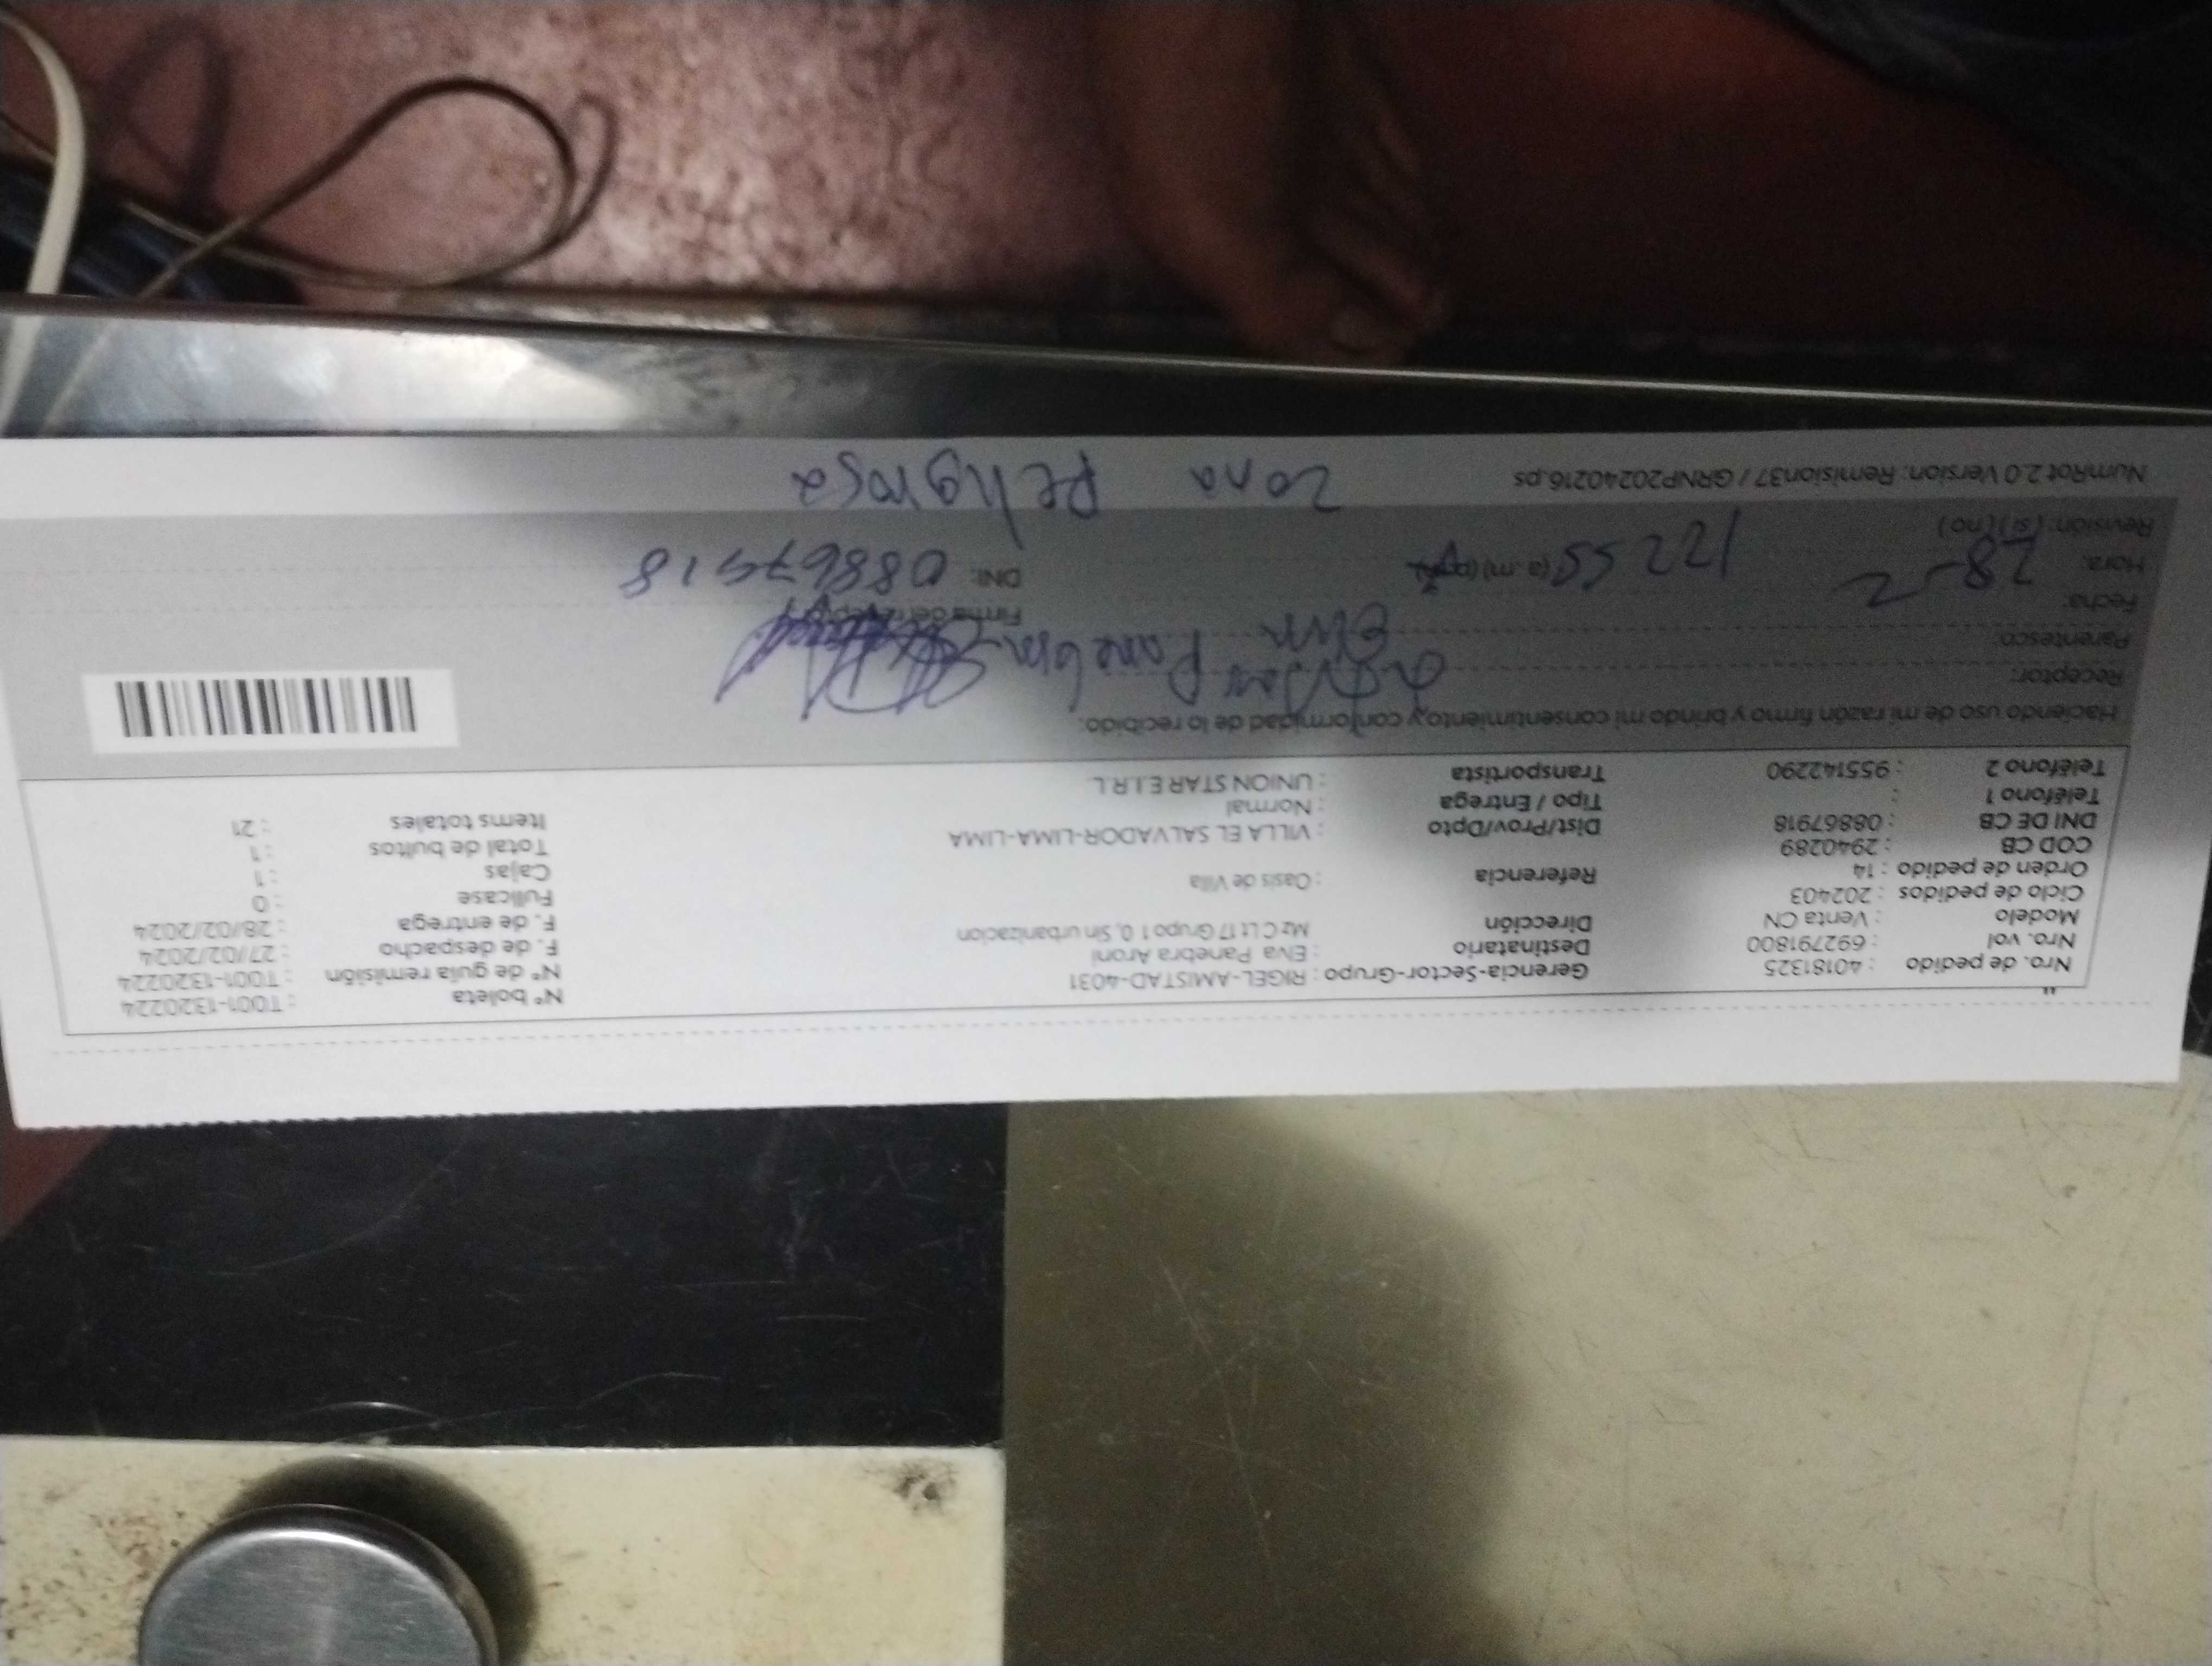 Nro. de pedido : 40181325
Nro. vol : 692791800
Modelo : Venta CN
Ciclo de pedidos : 202403
Orden de pedido : 14
COD CB : 2940289
DNI DE CB : 08867918
Teléfono 1 :
Teléfono 2 : 955142290
Gerencia-Sector-Grupo : RIGEL-AMISTAD-4031
Destinatario : Elva Panebra Aroni
Dirección Mz C Lt 17 Grupo 1 0, Sin urbanizacion
Referencia : Oasis de Villa
Dist/Prov/Dpto : VILLA EL SALVADOR-LIMA-LIMA
Tipo / Entrega : Normal
Transportista : UNION STAR E.I.R.L
N° boleta : T001-1320224
N° de guía remisión : T001-1320224
F. de despacho : 27/02/2024
F. de entrega : 28/02/2024
Fullcase : 0
Cajas : 1
Total de bultos : 1
Items totales : 21
Haciendo uso de mi razón firmo y brindo mi consentimiento y conformidad de lo recibido.
Receptor:
Parentesco:
Fecha: 28-2
Hora: 12255 (a.m)
Revisión: (si) (no)
Firma del receptor
DNI:
NumRot 2.0 Version: Remision37 / GRNP20240216.ps
zona peligrosa